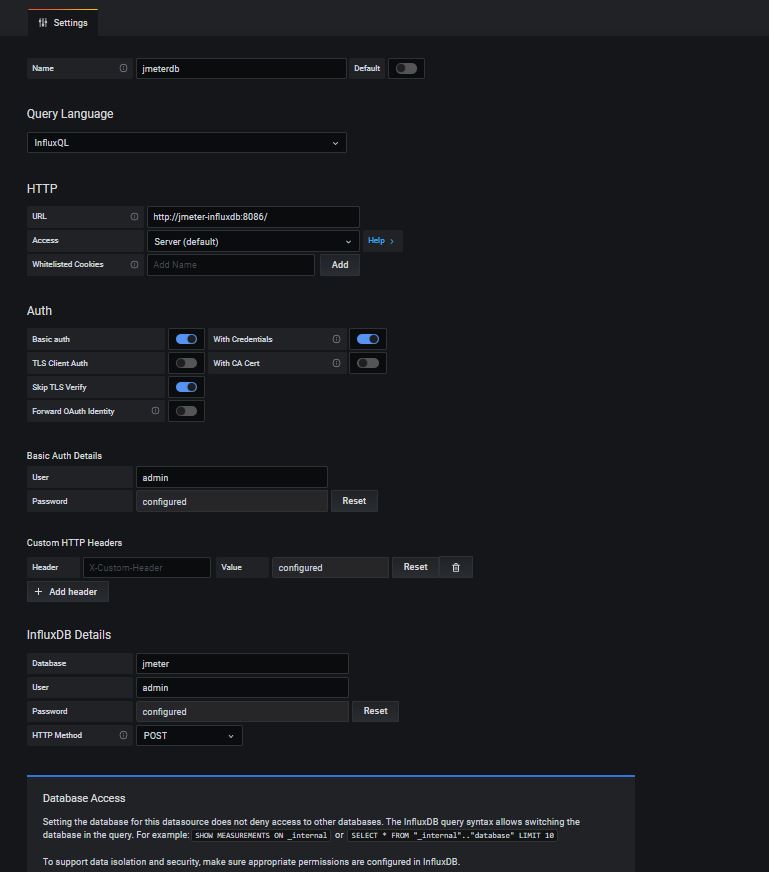 Settings
Name jmeterdb Default
Query Language
InfluxQL
HTTP
URL http://jmeter-influxdb:8086/
Access Server (default) Help >
Whitelisted Cookies Add Name Add
Auth
Basic auth With Credentials
TLS Client Auth With CA Cert
Skip TLS Verify
Forward OAuth Identity
Basic Auth Details
User admin
Password configured Reset
Custom HTTP Headers
Header X-Custom-Header Value configured Reset
+ Add header
InfluxDB Details
Database jmeter
User admin
Password configured Reset
HTTP Method POST
Database Access
Setting the database for this datasource does not deny access to other databases. The InfluxDB query syntax allows switching the
database in the query. For example: SHOW MEASUREMENTS ON _internal or SELECT * FROM "_internal".."database" LIMIT 10
To support data isolation and security, make sure appropriate permissions are configured in InfluxDB.